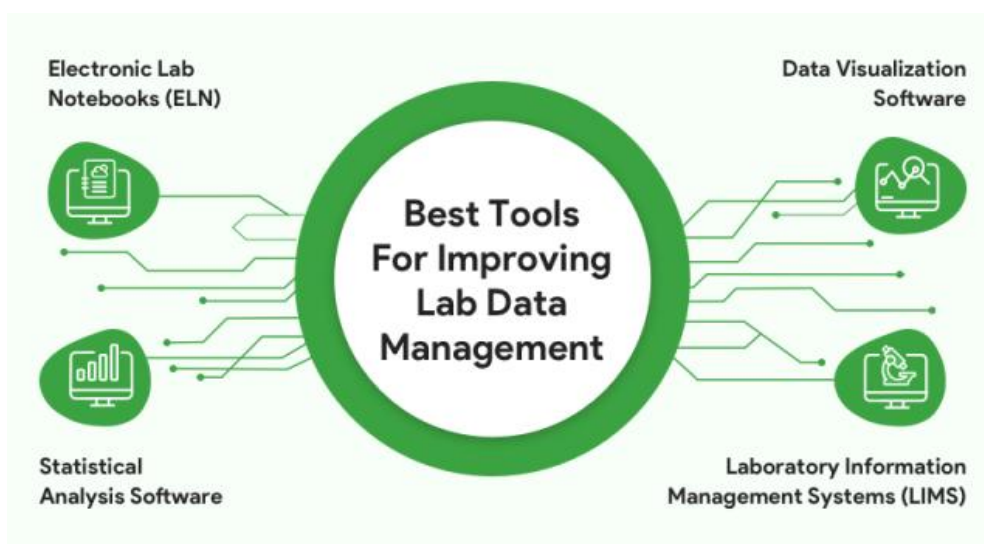 Electronic Lab
Notebooks (ELN)
Data Visualization
Software
Best Tools
For Improving
Lab Data
Management
Statistical
Analysis Software
Laboratory Information
Management Systems (LIMS)